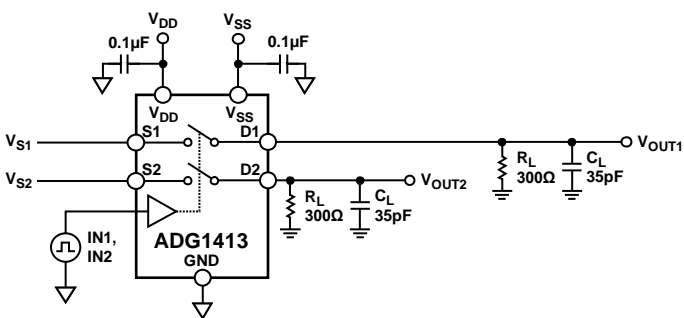 VDD
VSS
0.1µF
0.1µF
VDD
VSS
VS1
S1
D1
VOUT1
VS2
S2
D2
RL
300Ω
CL
35pF
VOUT2
RL
300Ω
CL
35pF
IN1,
IN2
ADG1413
GND